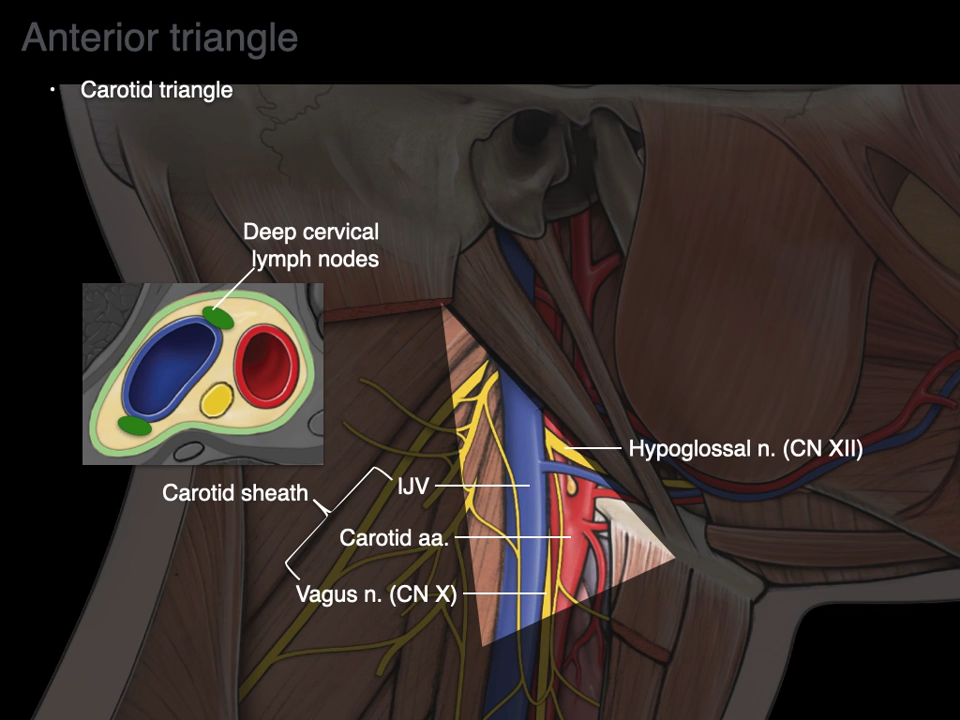 Anterior triangle
• Carotid triangle
Deep cervical
lymph nodes
Hypoglossal n. (CN XII)
Carotid sheath
IJV
Carotid aa.
Vagus n. (CN X)